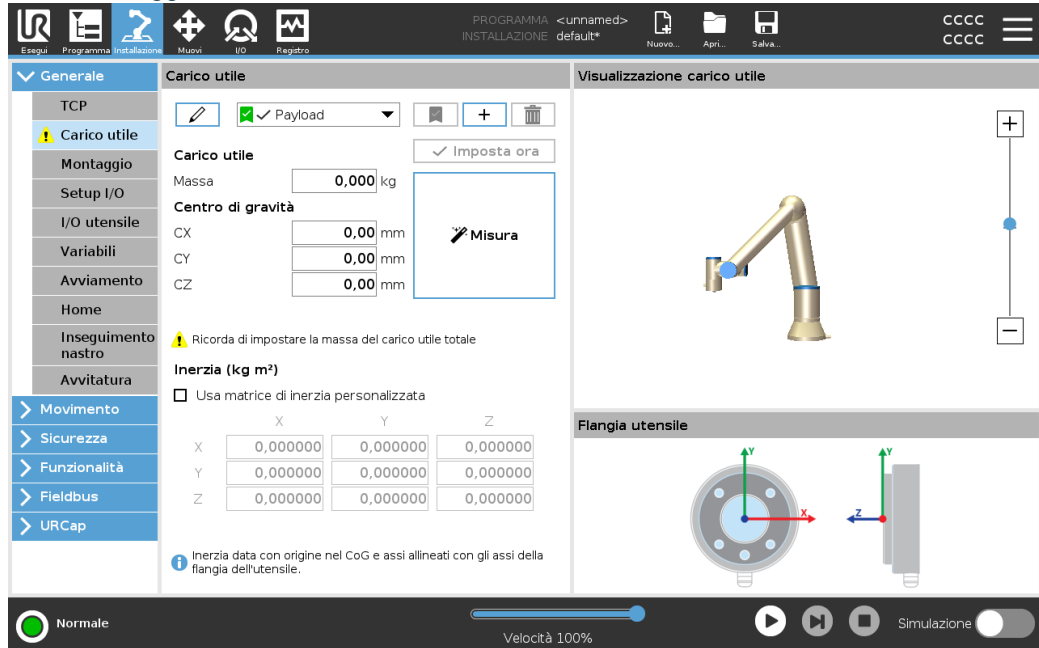 PROGRAMMA <unnamed>
INSTALLAZIONE default*
Esegui
Programma
Installazione
Muovi
I/O
Registro
Nuovo...
Apri...
Salva...
CCCC
CCCC
Generale
TCP
Carico utile
Montaggio
Setup I/O
I/O utensile
Variabili
Avviamento
Home
Inseguimento
nastro
Avvitatura
Movimento
Sicurezza
Funzionalità
Fieldbus
URCap
Carico utile
Payload
Imposta ora
Carico utile
Massa 0,000 kg
Centro di gravità
CX 0,00 mm
CY 0,00 mm
CZ 0,00 mm
Misura
Ricorda di impostare la massa del carico utile totale
Inerzia (kg m²)
Usa matrice di inerzia personalizzata
X Y Z
X 0,000000 0,000000 0,000000
Y 0,000000 0,000000 0,000000
Z 0,000000 0,000000 0,000000
Inerzia data con origine nel CoG e assi allineati con gli assi della
flangia dell'utensile.
Visualizzazione carico utile
Flangia utensile
Y
X
Y
Z
Normale
Velocità 100%
Simulazione